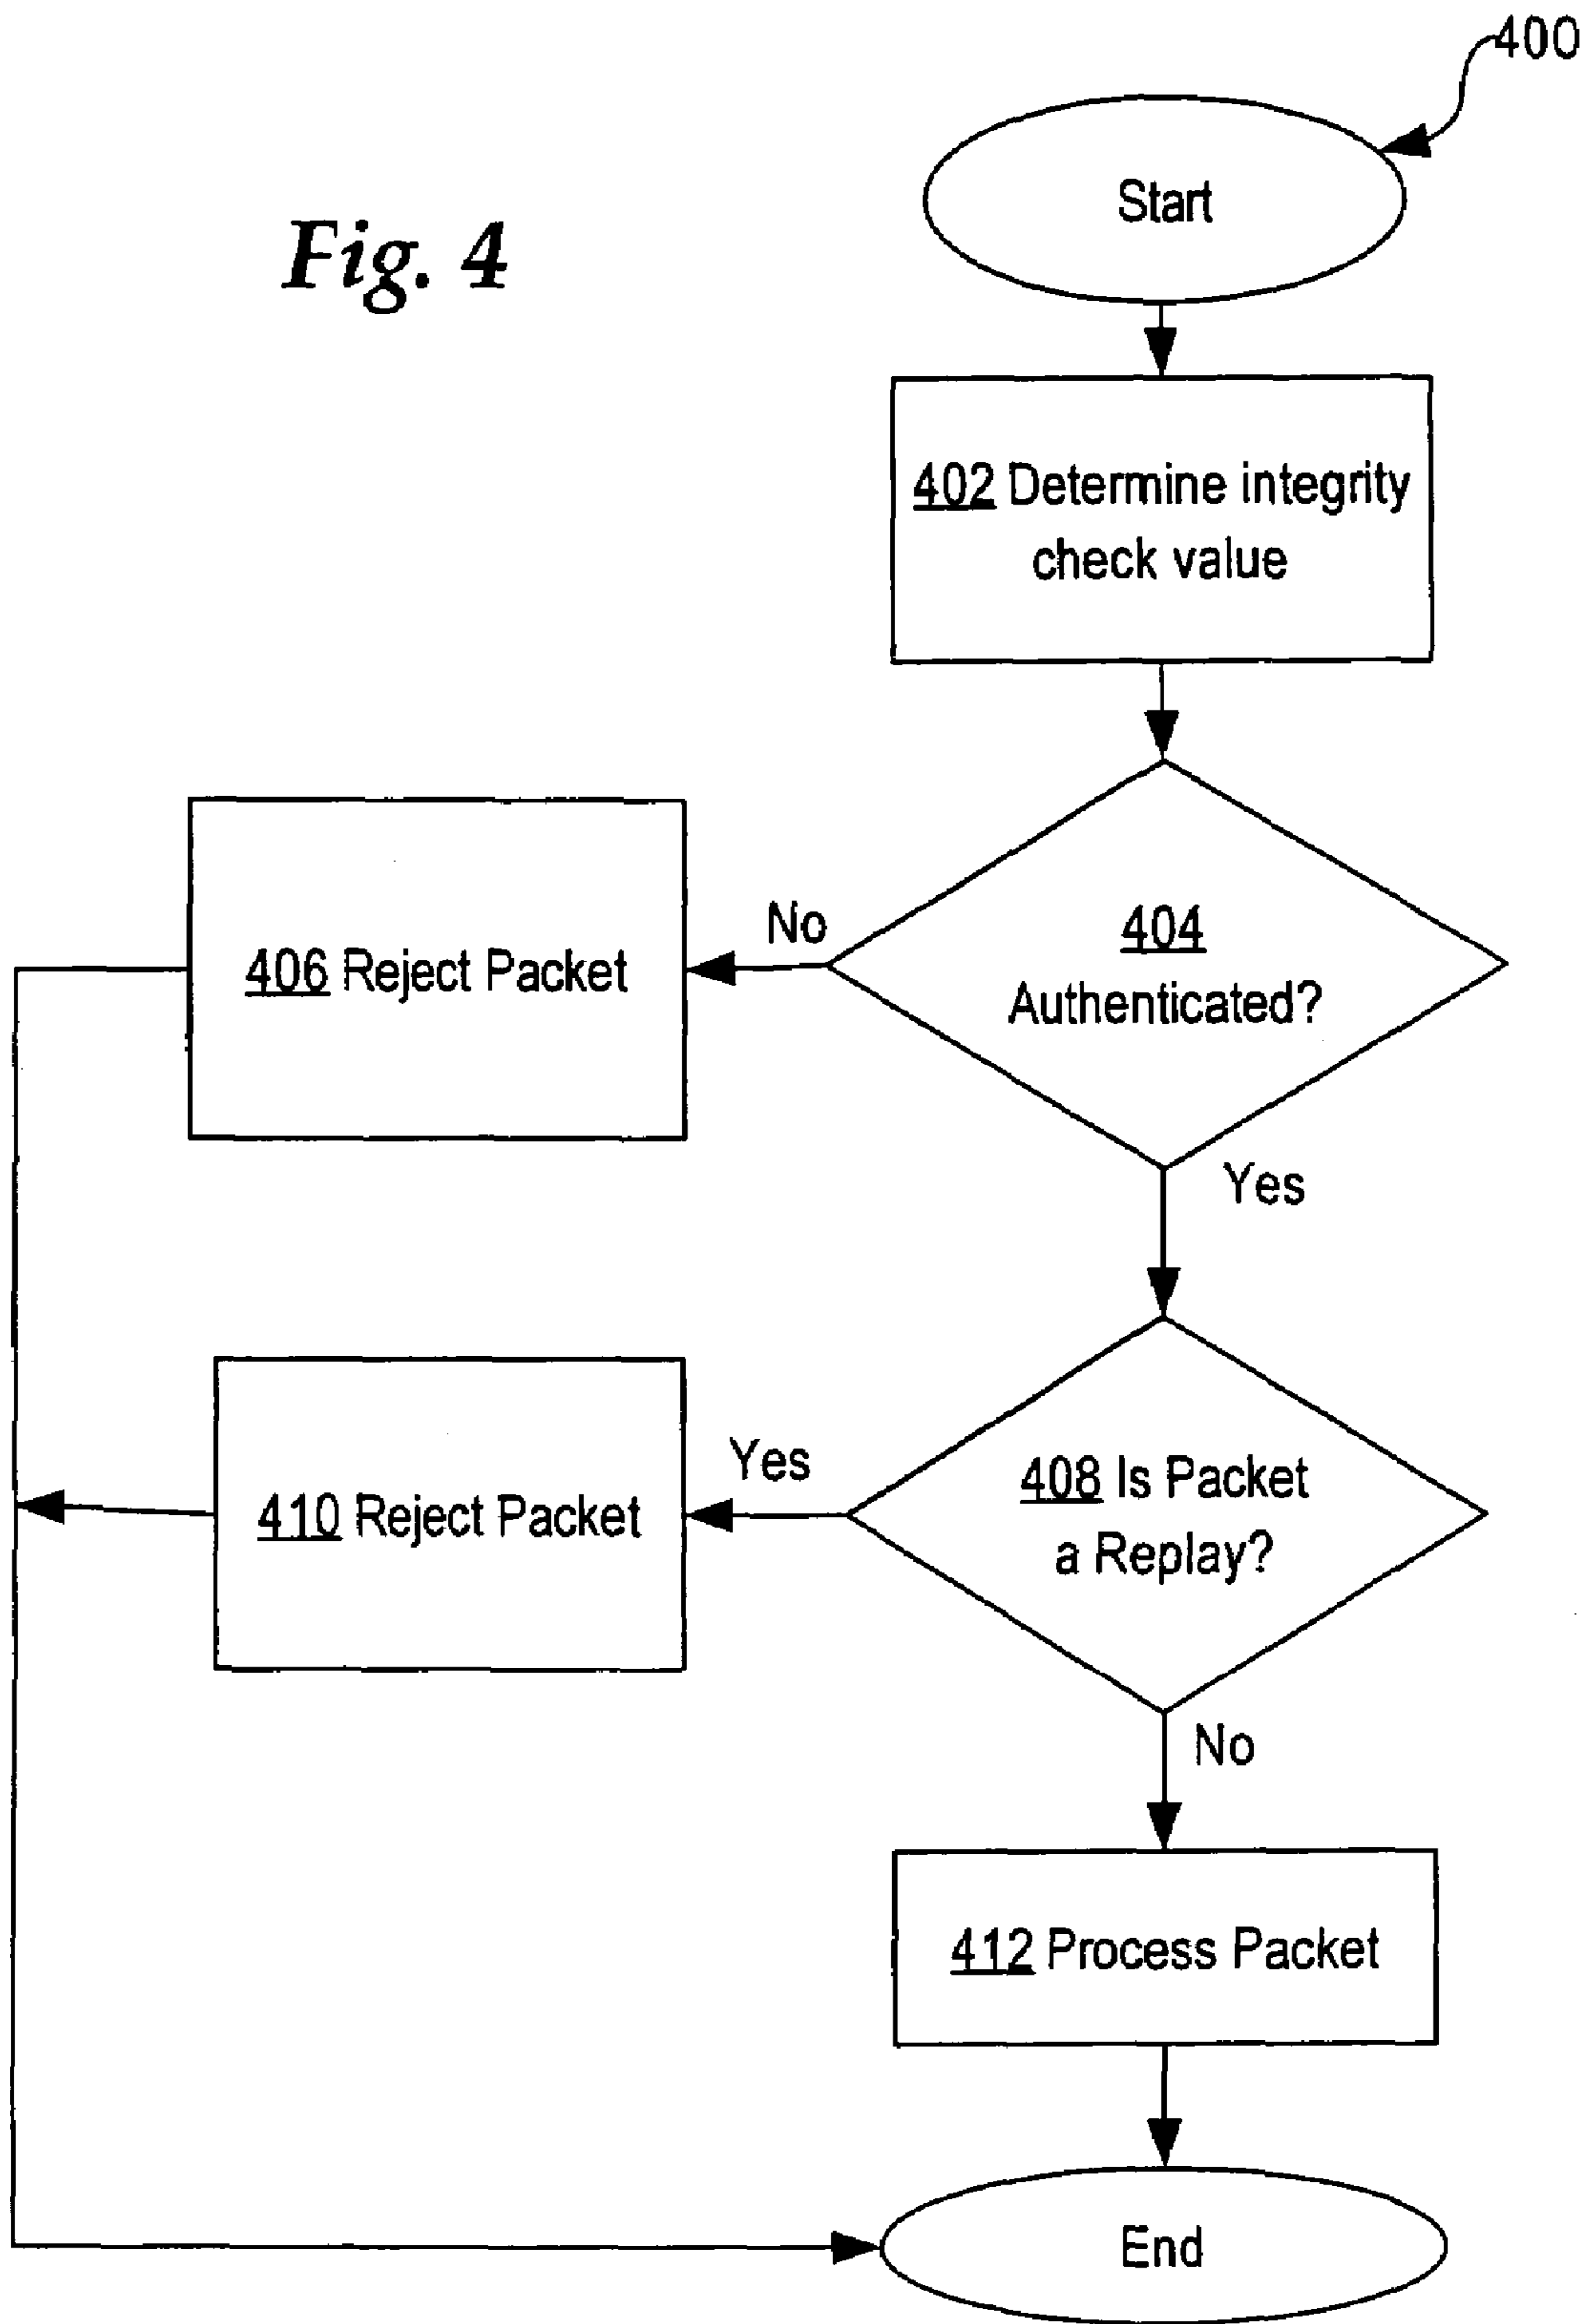 400
Start
Fig. 4
402 Determine integrity
check value
No
404
Authenticated?
406 Reject Packet
Yes
Yes
408 Is Packet
a Replay?
410 Reject Packet
No
412 Process Packet
End